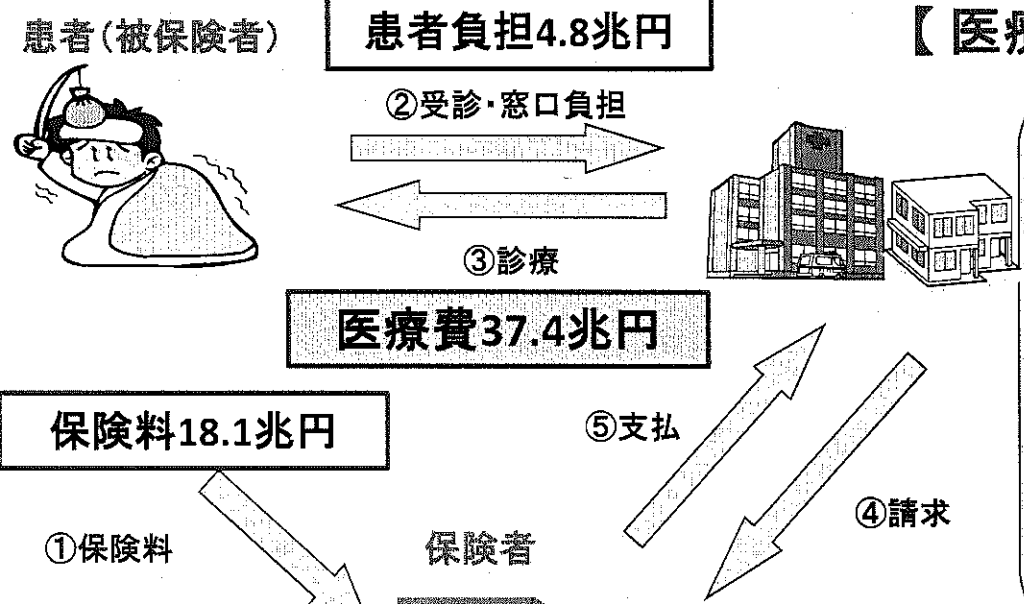 患者(被保険者)
患者負担4.8兆円
【医療
②受診・窓口負担
③診療
医療費37.4兆円
保険料18.1兆円
⑤支払
④請求
①保険料
保険者